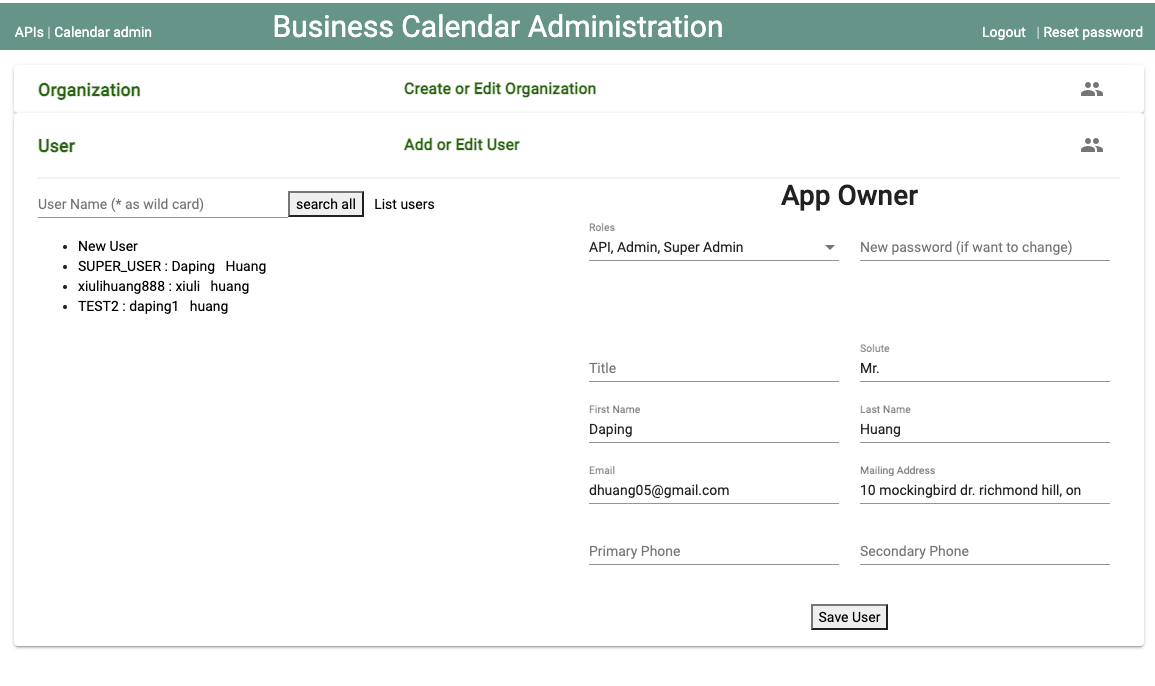 APIs | Calendar admin
Business Calendar Administration
Logout | Reset password
Organization
Create or Edit Organization
User
Add or Edit User
User Name (* as wild card)
search all
List users
New User
SUPER_USER : Daping Huang
xiulihuang888 : xiuli huang
TEST2 : daping1 huang
App Owner
Roles
API, Admin, Super Admin
New password (if want to change)
Title
Solute
Mr.
First Name
Daping
Last Name
Huang
Email
dhuang05@gmail.com
Mailing Address
10 mockingbird dr. richmond hill, on
Primary Phone
Secondary Phone
Save User